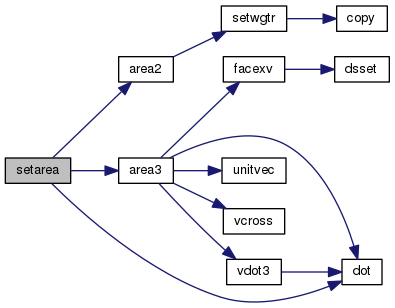 setwgtr
copy
area2
facexv
dsset
setarea
area3
unitvec
vcross
vdot3
dot